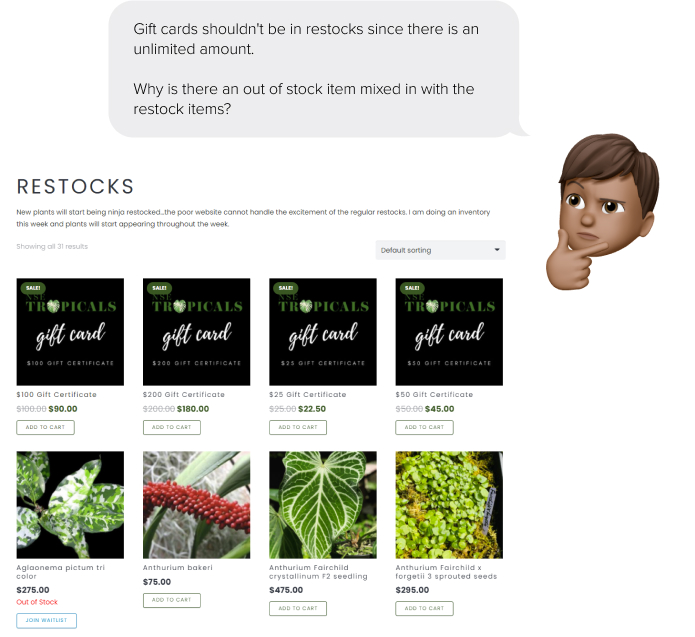 Gift cards shouldn't be in restocks since there is an
unlimited amount.
Why is there an out of stock item mixed in with the
restock items?
RESTOCKS
New plants will start being ninja restocked...the poor website cannot handle the excitement of the regular restocks. I am doing an inventory
this week and plants will start appearing throughout the week.
Showing all 31 results
Default sorting
SALE! SALE! SALE! SALE!
NSE NSE NSE NSE
TROPICALS TROPICALS TROPICALS TROPICALS
gift card gift card gift card gift card
$100 GIFT CERTIFICATE $200 GIFT CERTIFICATE $25 GIFT CERTIFICATE $50 GIFT CERTIFICATE
$100 Gift Certificate $200 Gift Certificate $25 Gift Certificate $50 Gift Certificate
$100.00 $90.00 $200.00 $180.00 $25.00 $22.50 $50.00 $45.00
ADD TO CART ADD TO CART ADD TO CART ADD TO CART
Aglaonema pictum tri Anthurium bakeri Anthurium Fairchild Anthurium Fairchild x
color crystallinum F2 seedling forgetii 3 sprouted seeds
$275.00 $75.00 $475.00 $295.00
Out of Stock ADD TO CART ADD TO CART ADD TO CART
JOIN WAITLIST